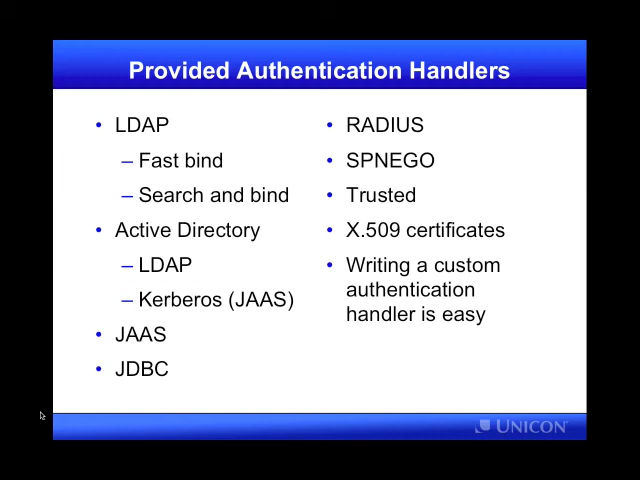 Provided Authentication Handlers
• LDAP
– Fast bind
– Search and bind
• Active Directory
– LDAP
– Kerberos (JAAS)
• JAAS
• JDBC
• RADIUS
• SPNEGO
• Trusted
• X.509 certificates
• Writing a custom
authentication
handler is easy
UNICON